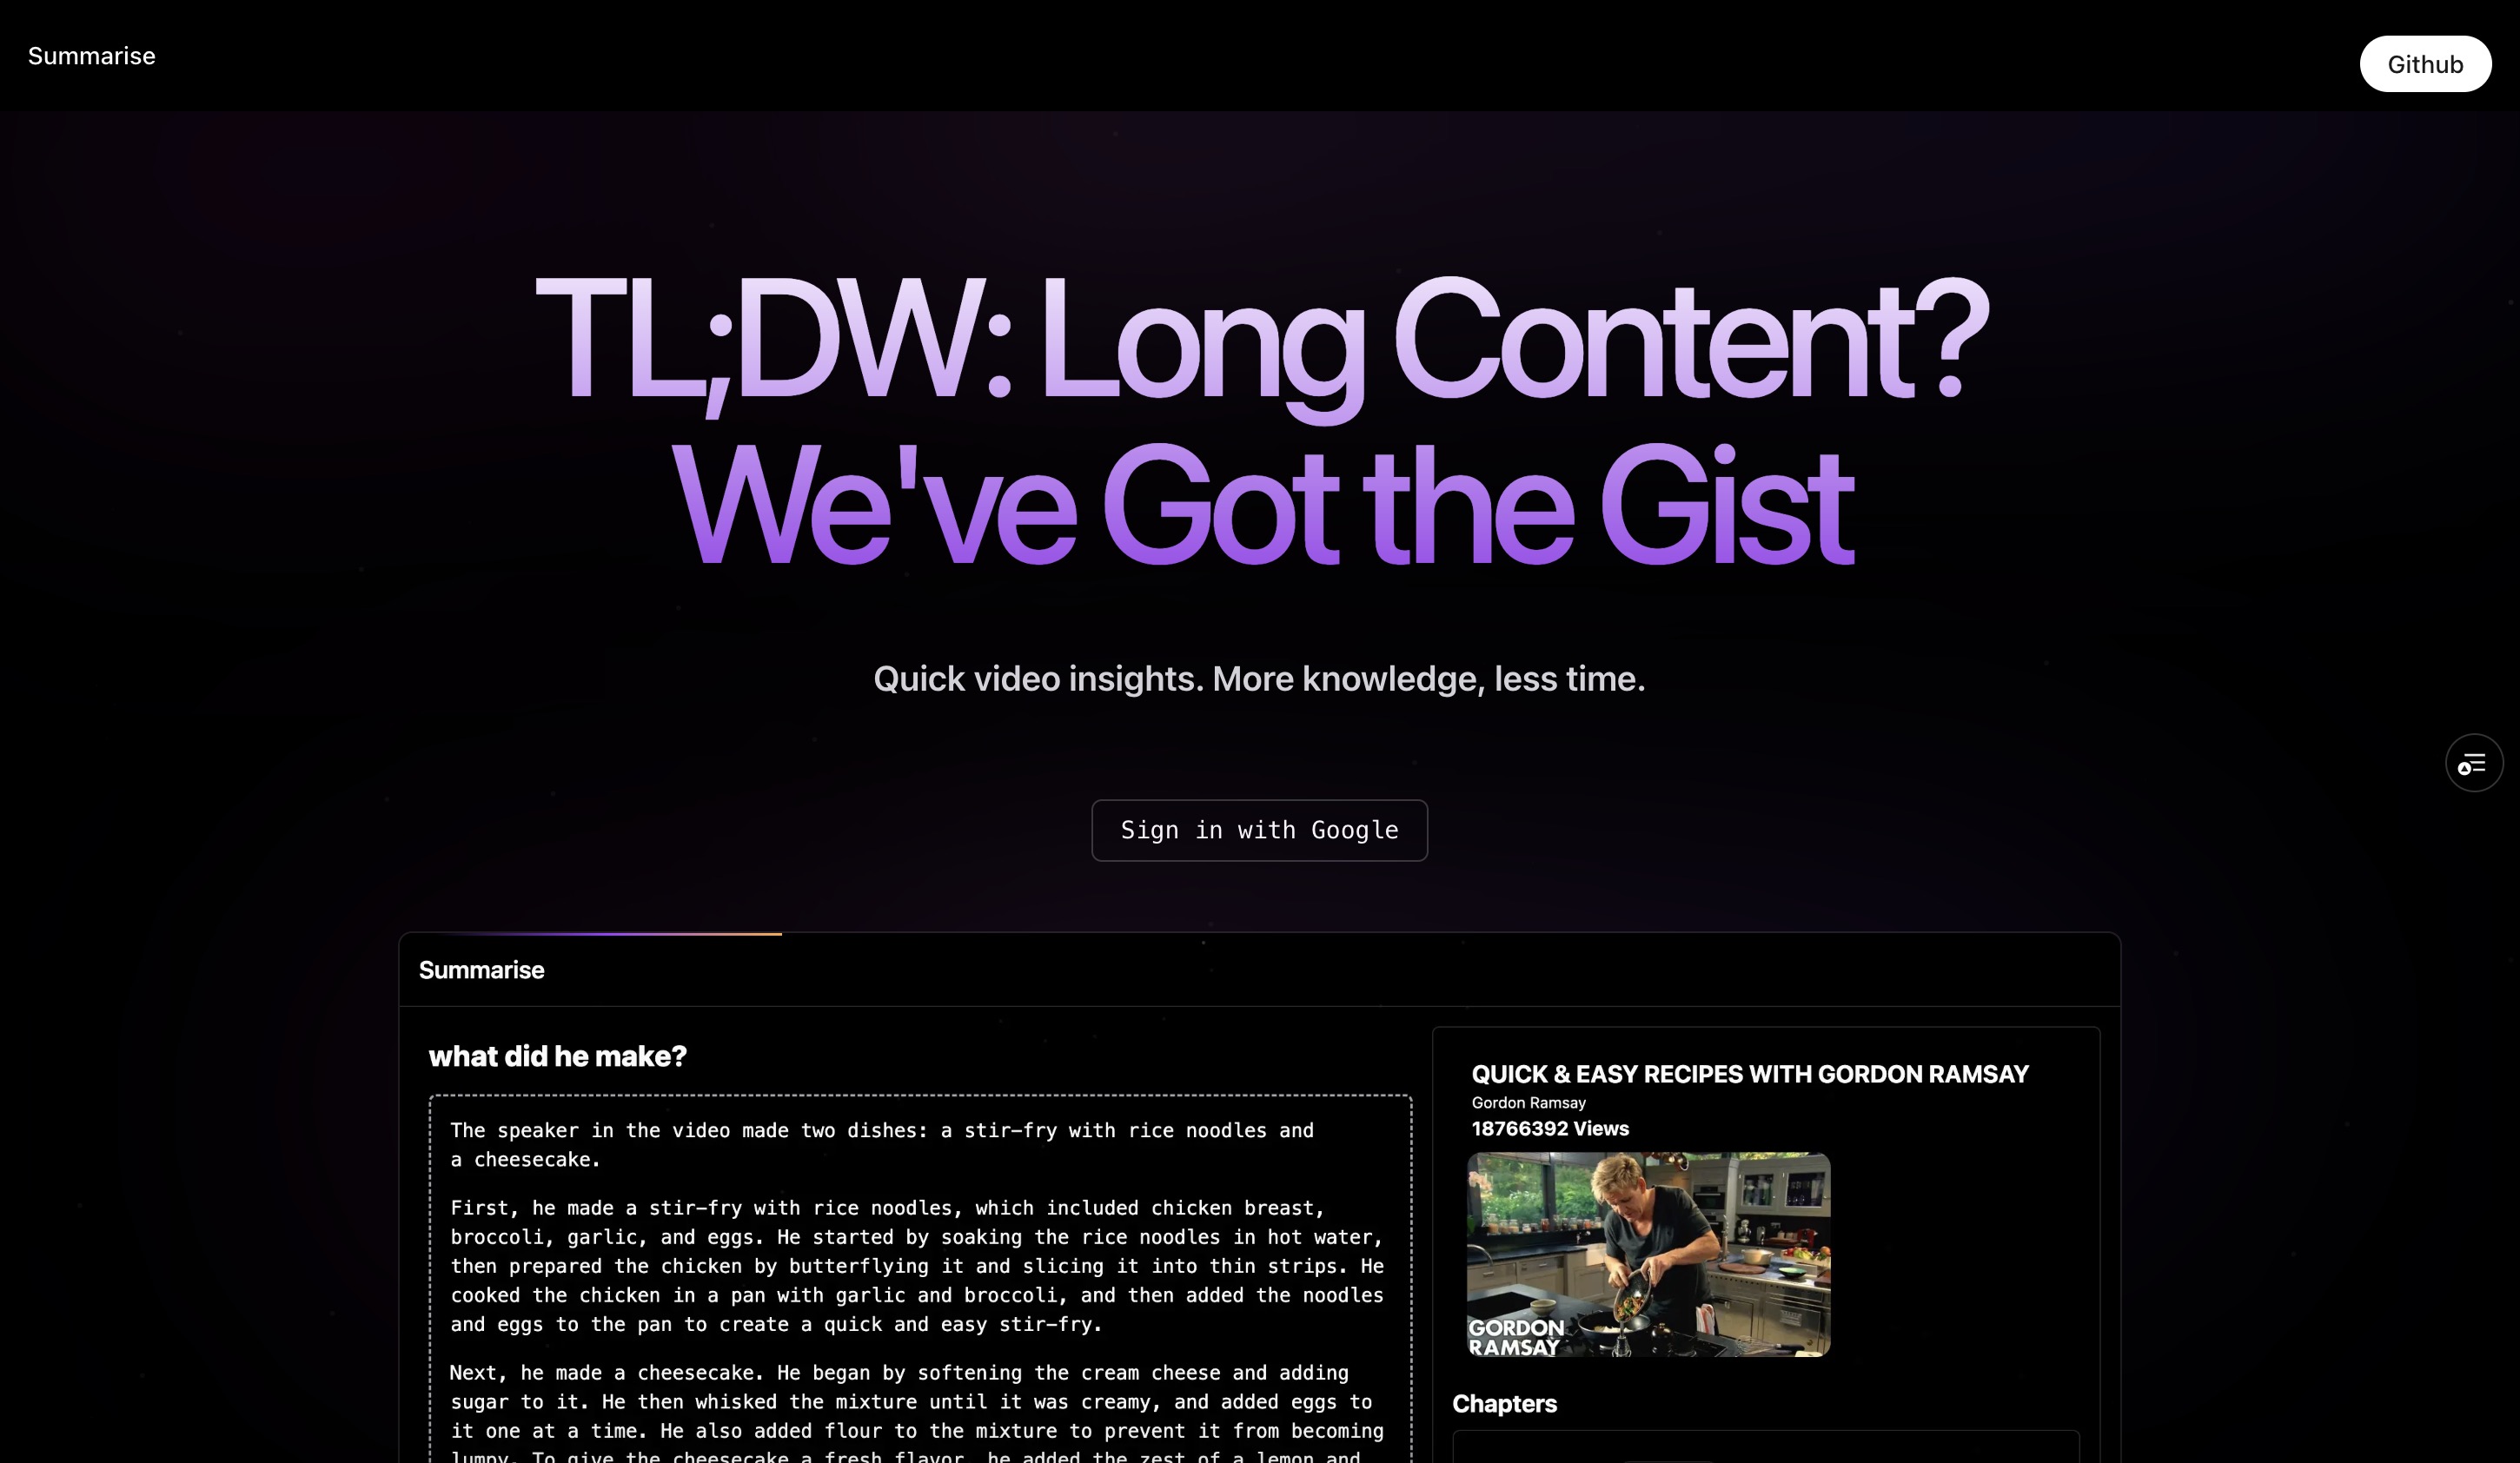 Summarise
Github
TL;DW: Long Content?
We've Got the Gist
Quick video insights. More knowledge, less time.
Sign in with Google
Summarise
what did he make?
The speaker in the video made two dishes: a stir-fry with rice noodles and
a cheesecake.
First, he made a stir-fry with rice noodles, which included chicken breast,
broccoli, garlic, and eggs. He started by soaking the rice noodles in hot water,
then prepared the chicken by butterflying it and slicing it into thin strips. He
cooked the chicken in a pan with garlic and broccoli, and then added the noodles
and eggs to the pan to create a quick and easy stir-fry.
Next, he made a cheesecake. He began by softening the cream cheese and adding
sugar to it. He then whisked the mixture until it was creamy, and added eggs to
it one at a time. He also added flour to the mixture to prevent it from becoming
lumpy. To give the cheesecake a fresh flavor, he added the zest of a lemon and
QUICK & EASY RECIPES WITH GORDON RAMSAY
Gordon Ramsay
18766392 Views
GORDON
RAMSAY
Chapters